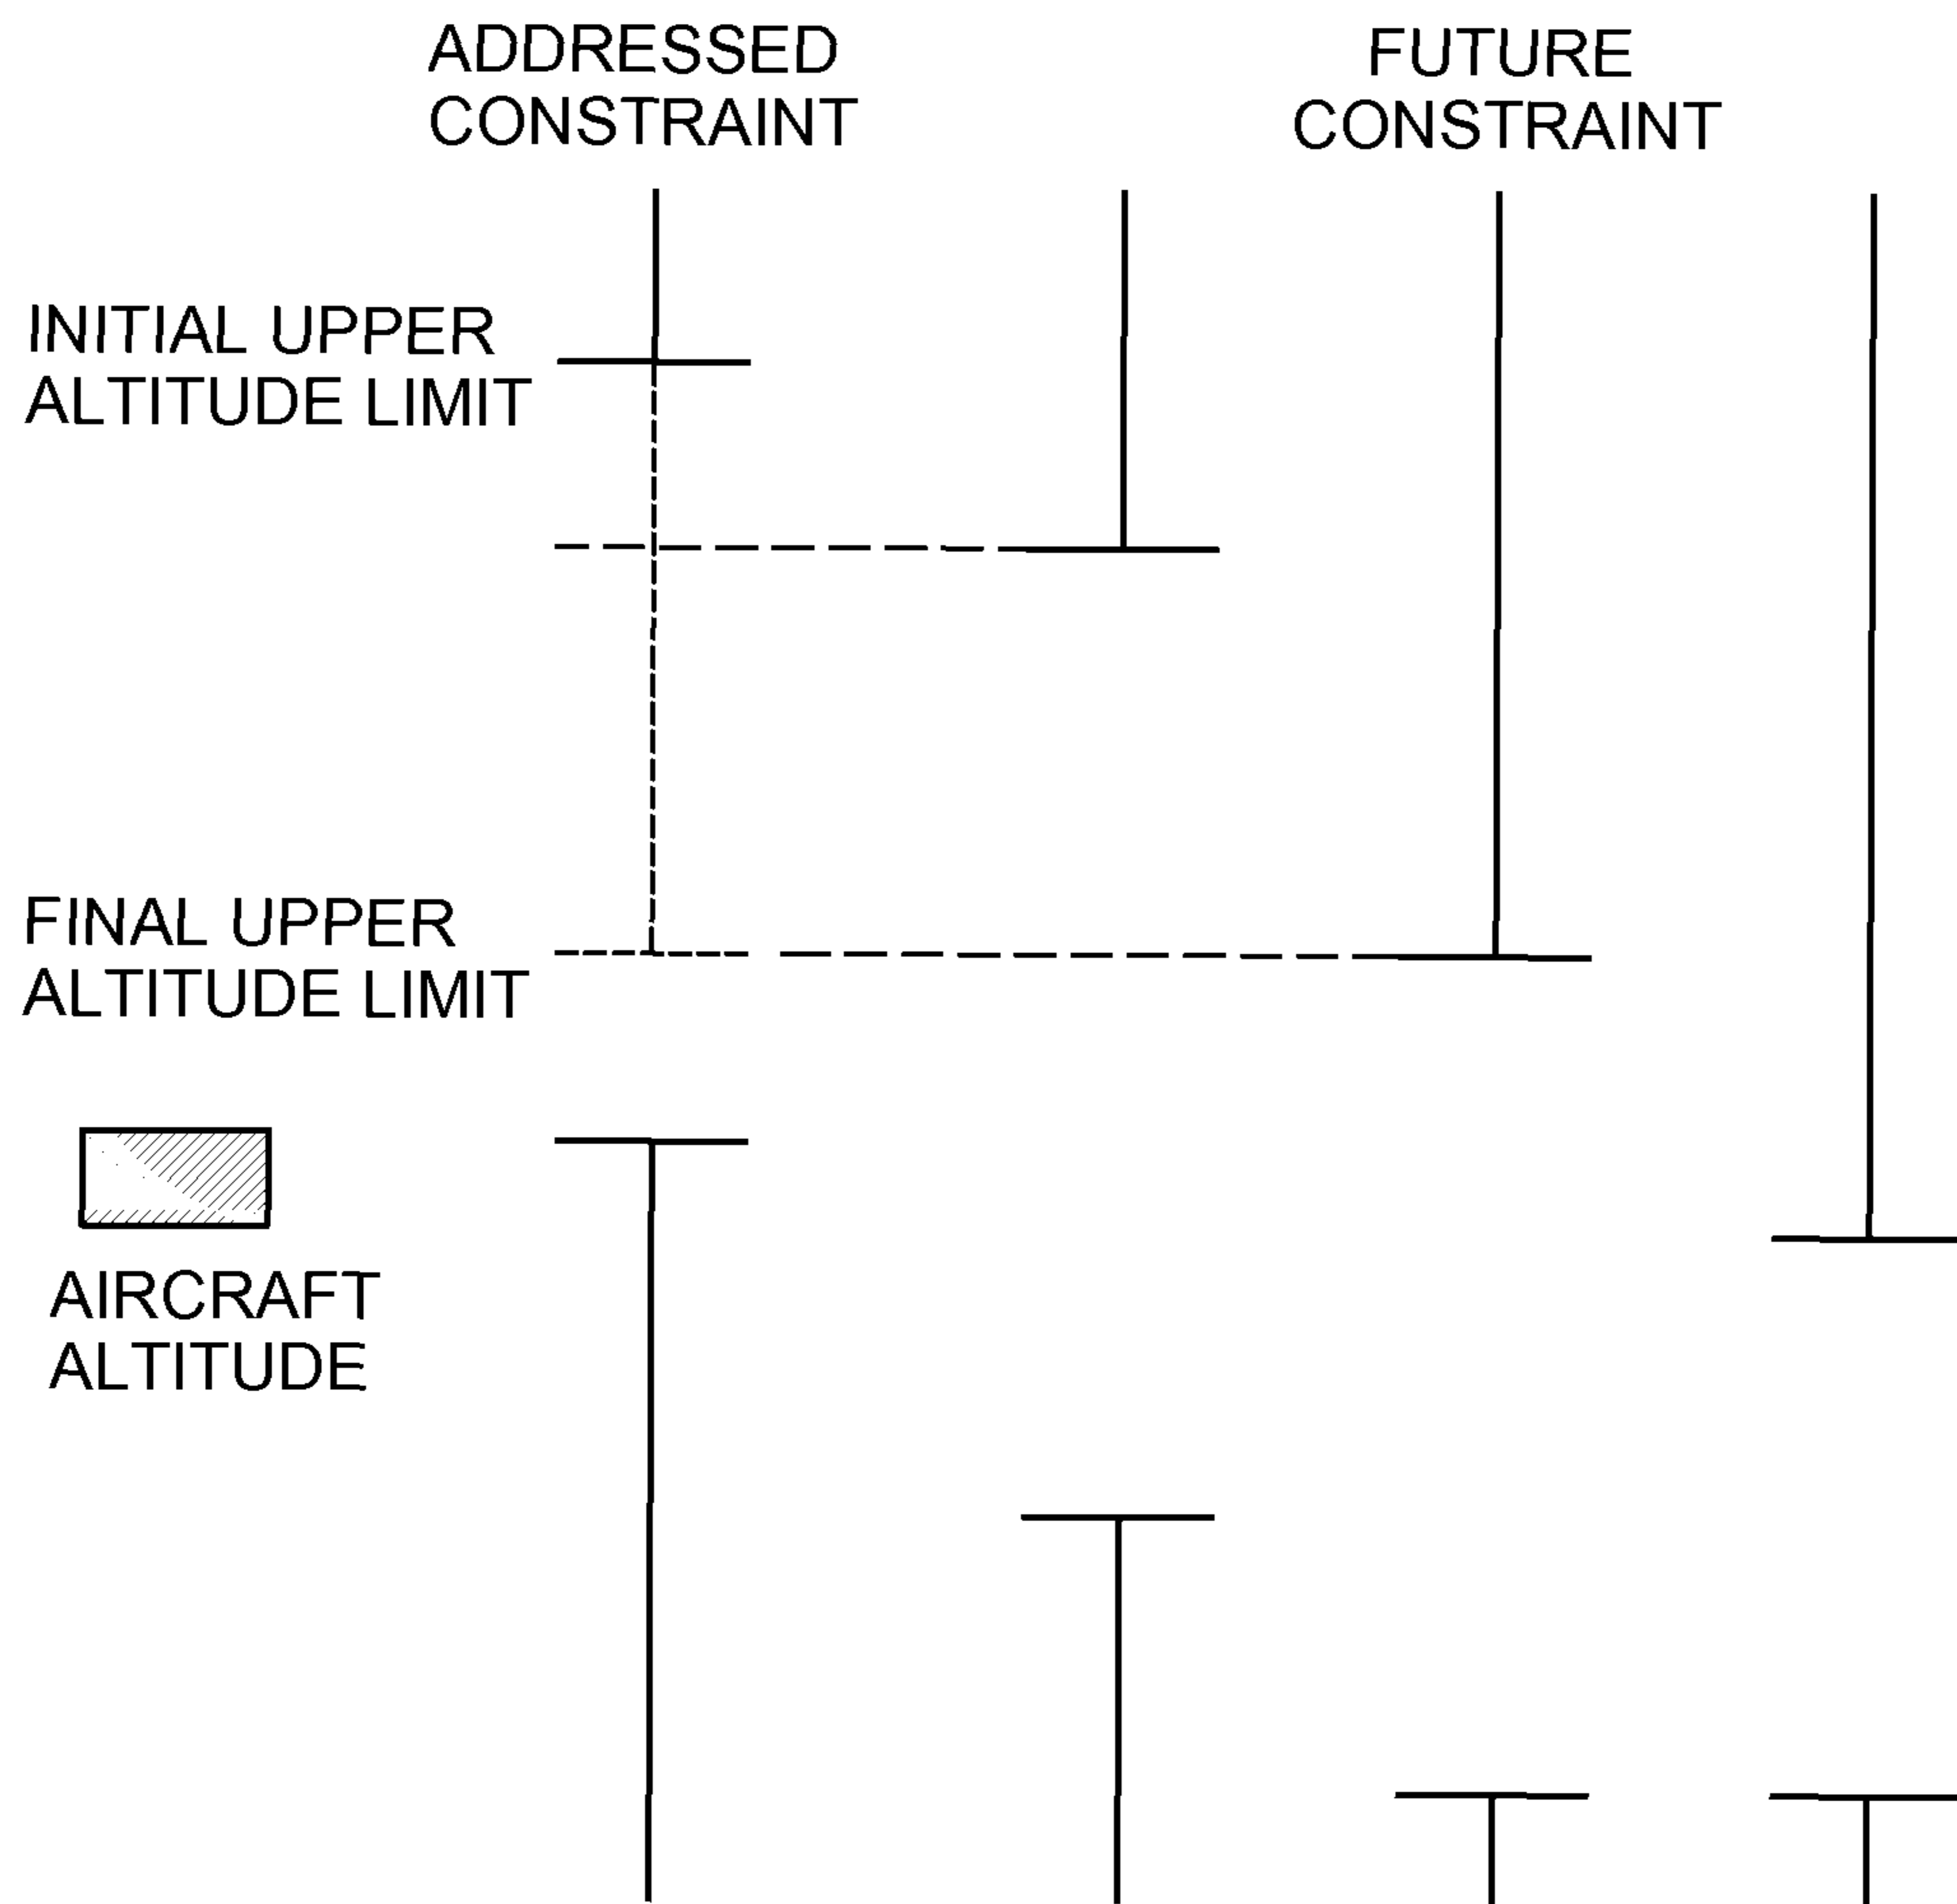 ADDRESSED
CONSTRAINT
FUTURE
CONSTRAINT
INITIAL UPPER
ALTITUDE LIMIT
FINAL UPPER
ALTITUDE LIMIT
AIRCRAFT
ALTITUDE